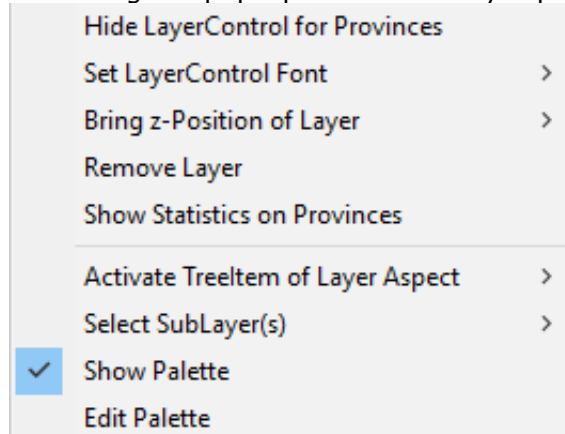 Hide LayerControl for Provinces
Set LayerControl Font
Bring z-Position of Layer
Remove Layer
Show Statistics on Provinces
Activate TreeItem of Layer Aspect
Select SubLayer(s)
Show Palette
Edit Palette